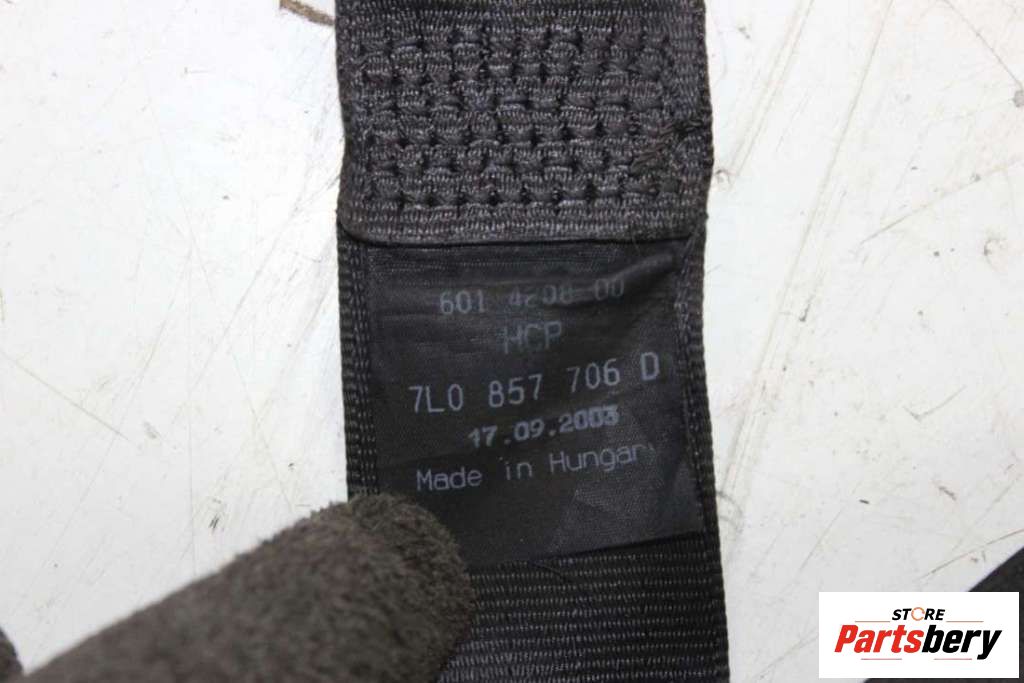 601 4208 00
HCP
7L0 857 706 D
17.09.2003
Made in Hungary
STORE
Partsbery